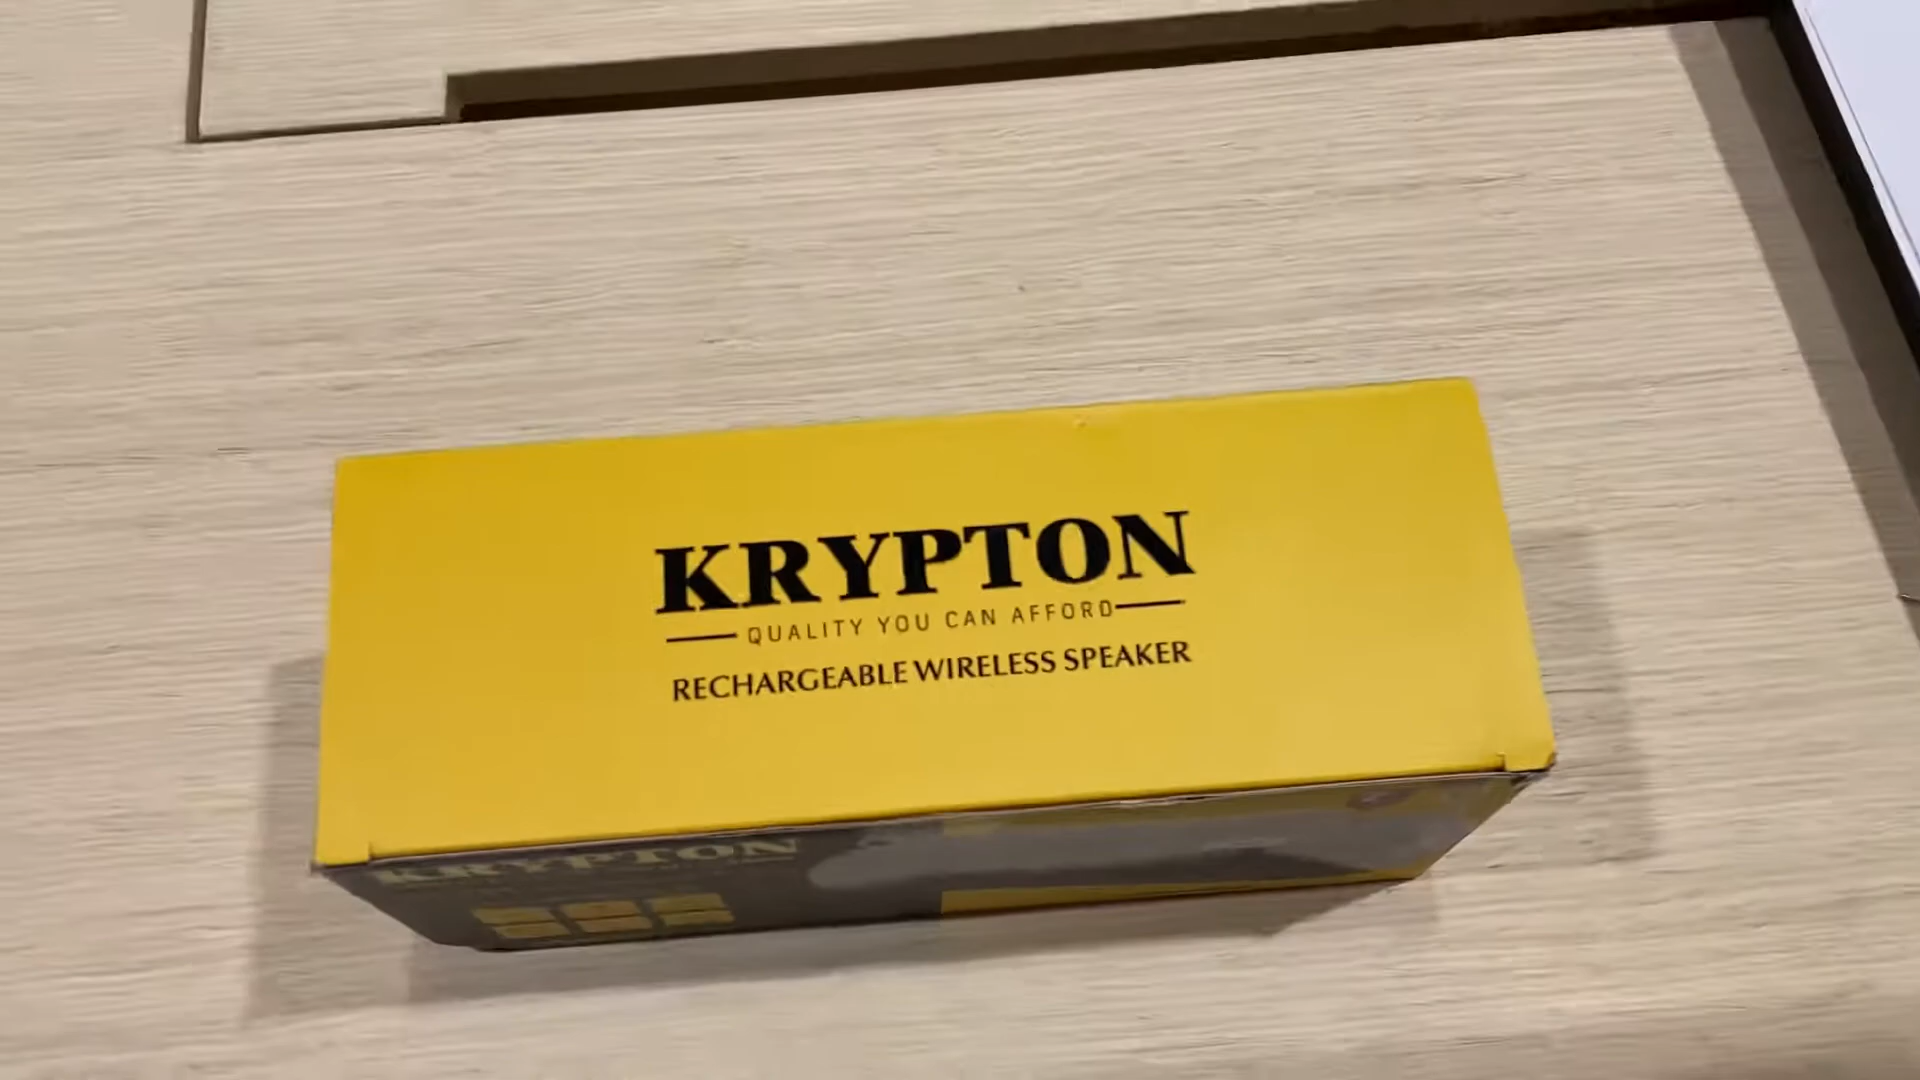 KRYPTON
QUALITY YOU CAN AFFORD
RECHARGEABLE WIRELESS SPEAKER
KRYPTON